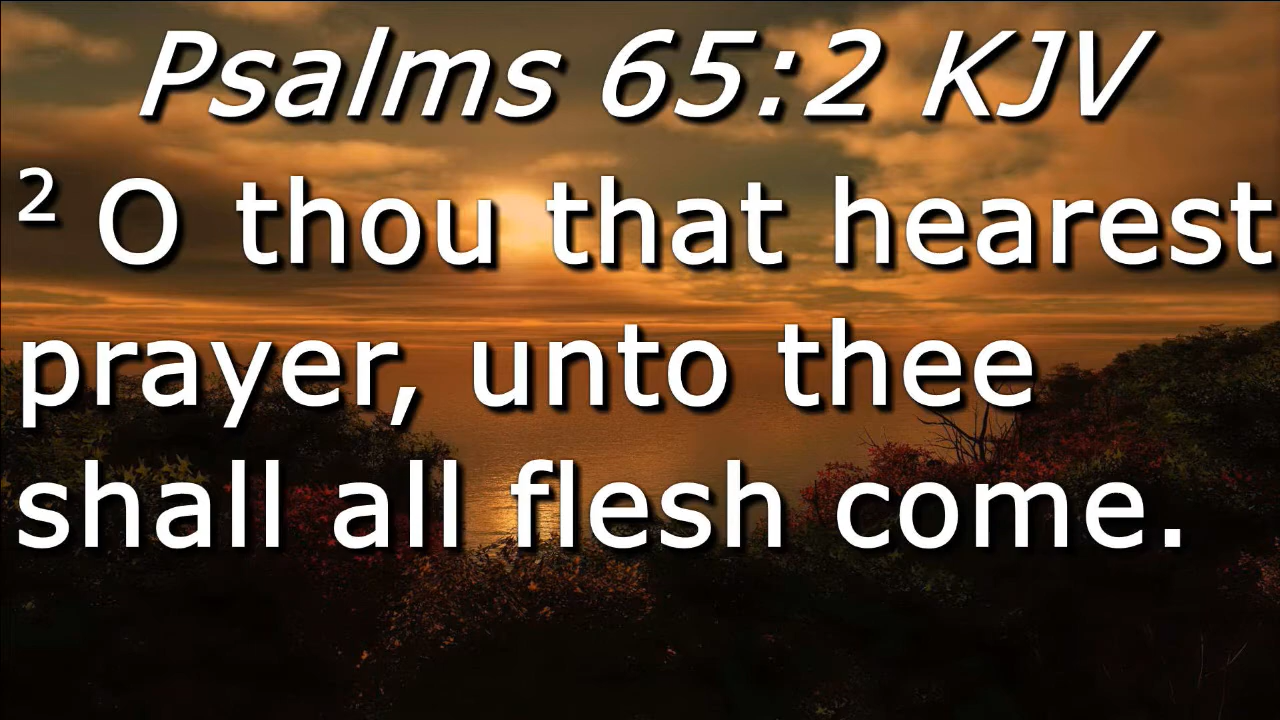 Psalms 65:2 KJV
² O thou that hearest
prayer, unto thee
shall all flesh come.